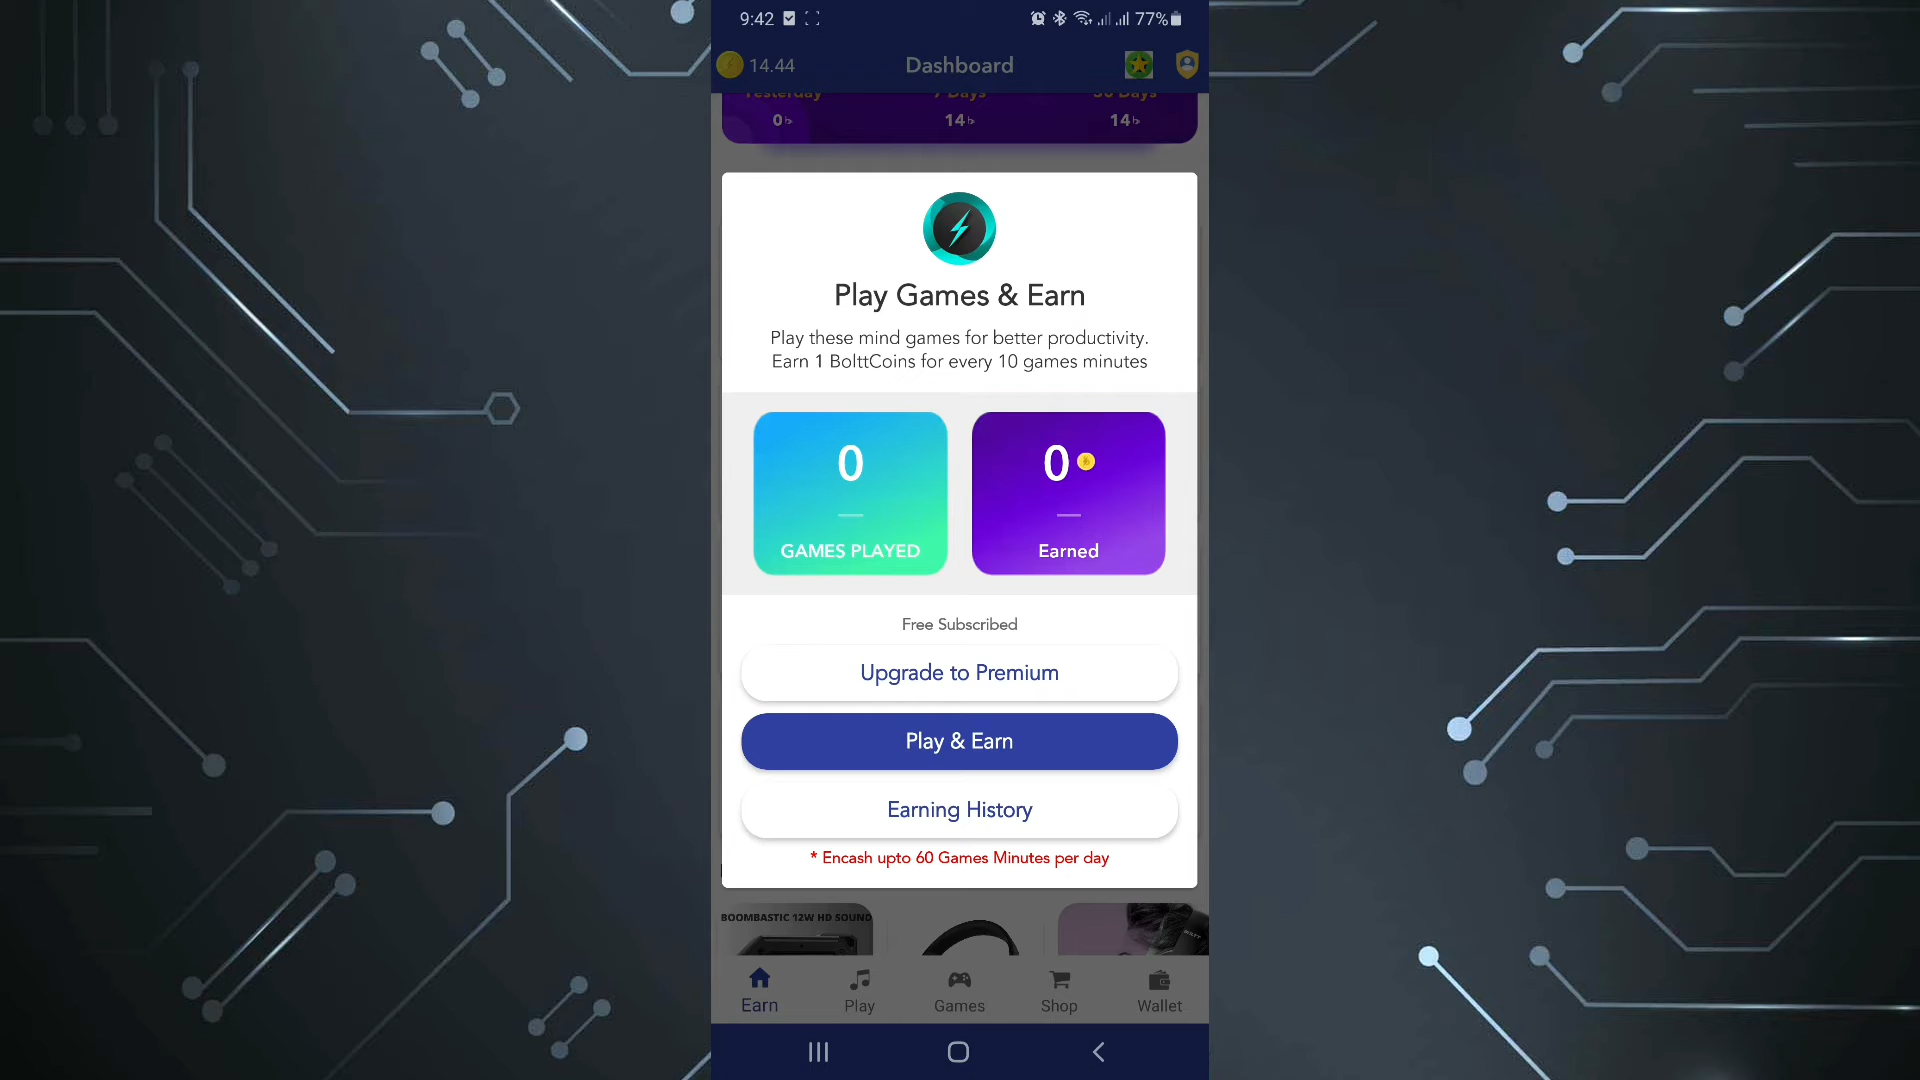 9:42 77%
14.44 Dashboard
Yesterday 7 Days 30 Days
0 14 14
Play Games & Earn
Play these mind games for better productivity.
Earn 1 BolttCoins for every 10 games minutes
0 0
GAMES PLAYED Earned
Free Subscribed
Upgrade to Premium
Play & Earn
Earning History
* Encash upto 60 Games Minutes per day
BOOMBASTIC 12W HD SOUND
Earn Play Games Shop Wallet